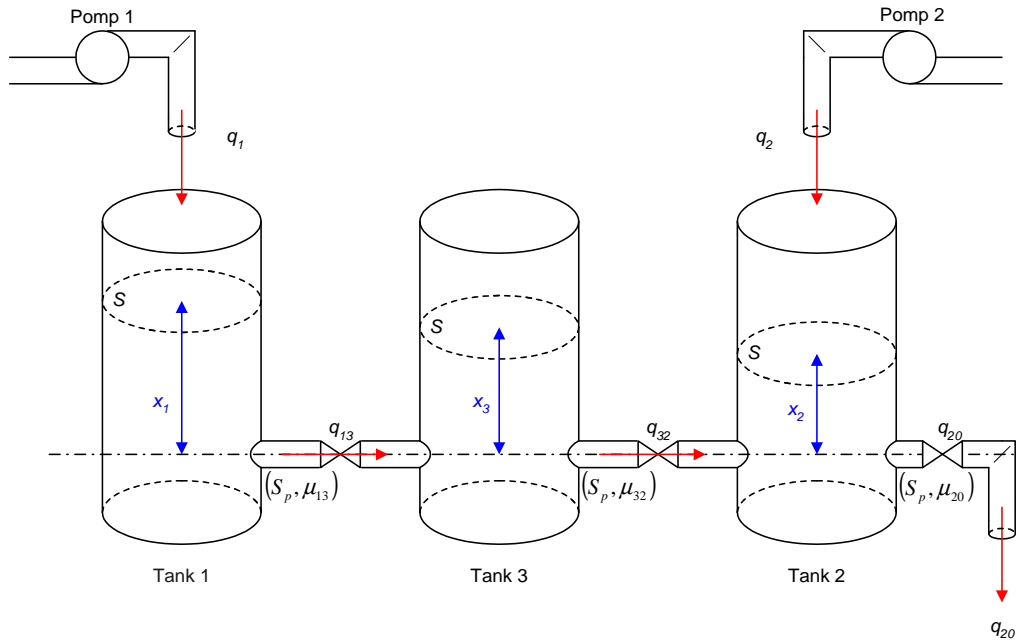 Pomp 1
Pomp 2
q1
q2
S
S
S
x1
x3
x2
q13
q32
q20
(Sp, μ13)
(Sp, μ32)
(Sp, μ20)
Tank 1
Tank 3
Tank 2
q20